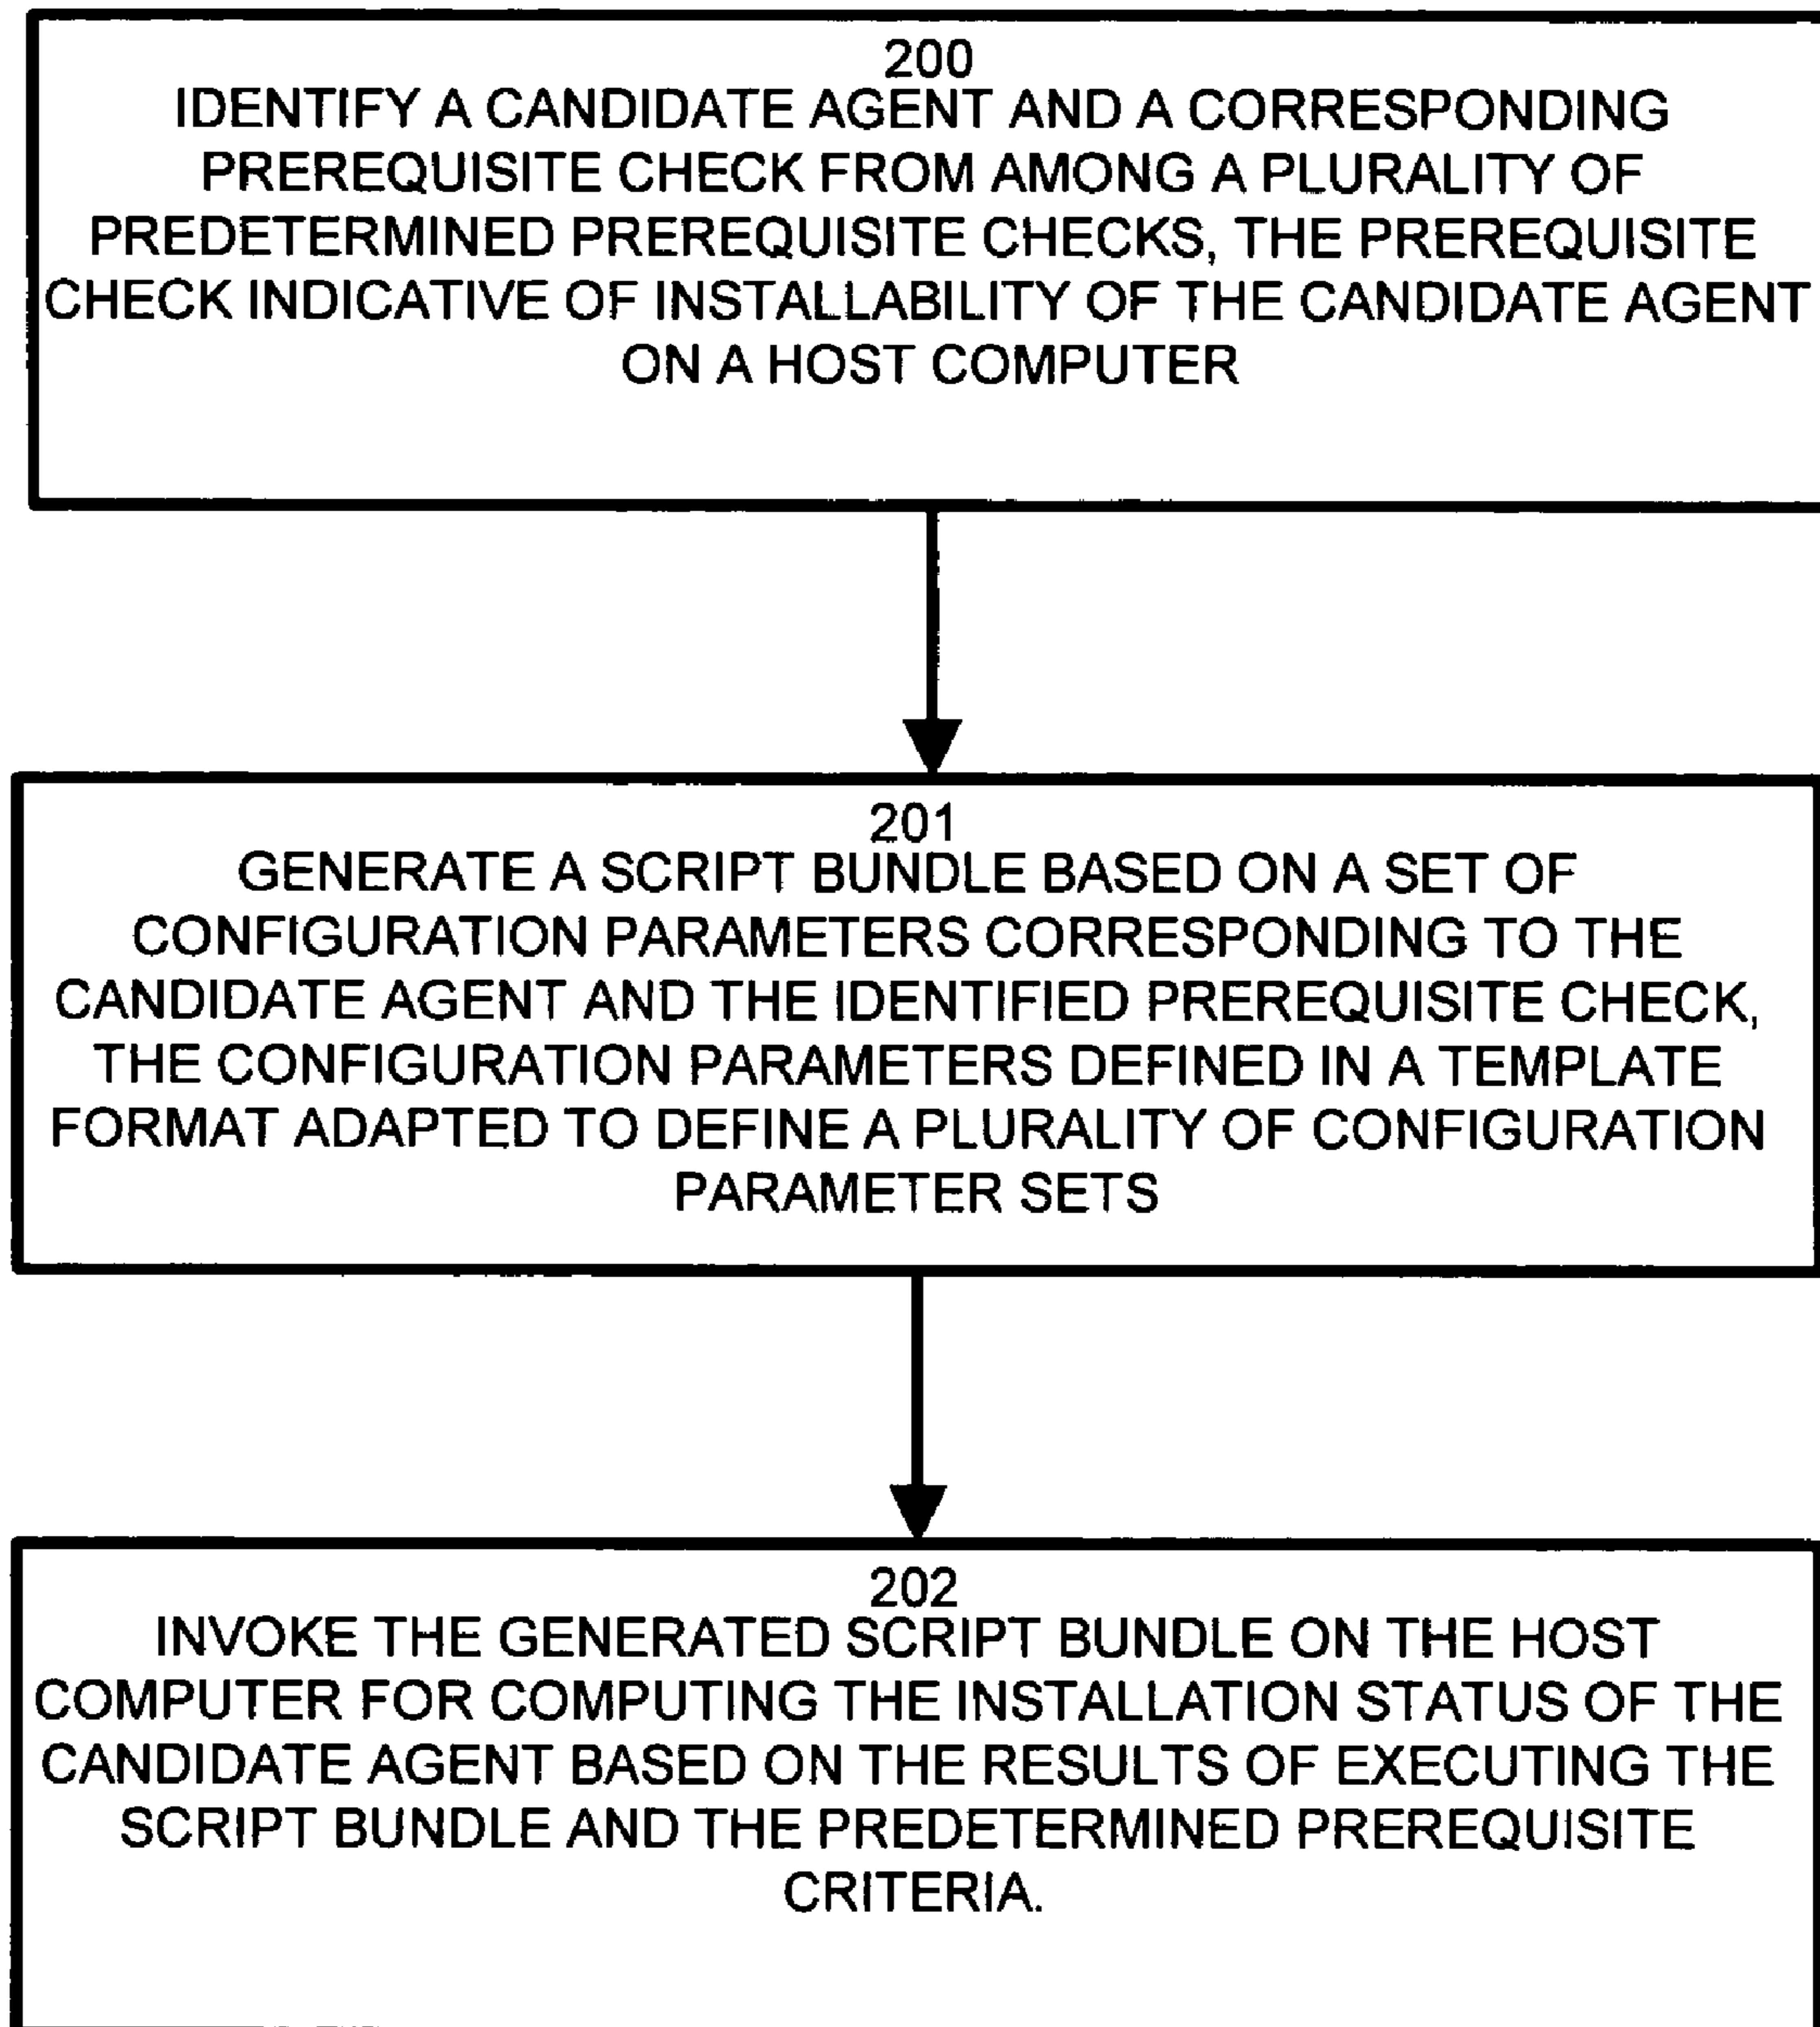 200
IDENTIFY A CANDIDATE AGENT AND A CORRESPONDING
PREREQUISITE CHECK FROM AMONG A PLURALITY OF
PREDETERMINED PREREQUISITE CHECKS, THE PREREQUISITE
CHECK INDICATIVE OF INSTALLABILITY OF THE CANDIDATE AGENT
ON A HOST COMPUTER
201
GENERATE A SCRIPT BUNDLE BASED ON A SET OF
CONFIGURATION PARAMETERS CORRESPONDING TO THE
CANDIDATE AGENT AND THE IDENTIFIED PREREQUISITE CHECK,
THE CONFIGURATION PARAMETERS DEFINED IN A TEMPLATE
FORMAT ADAPTED TO DEFINE A PLURALITY OF CONFIGURATION
PARAMETER SETS
202
INVOKE THE GENERATED SCRIPT BUNDLE ON THE HOST
COMPUTER FOR COMPUTING THE INSTALLATION STATUS OF THE
CANDIDATE AGENT BASED ON THE RESULTS OF EXECUTING THE
SCRIPT BUNDLE AND THE PREDETERMINED PREREQUISITE
CRITERIA.